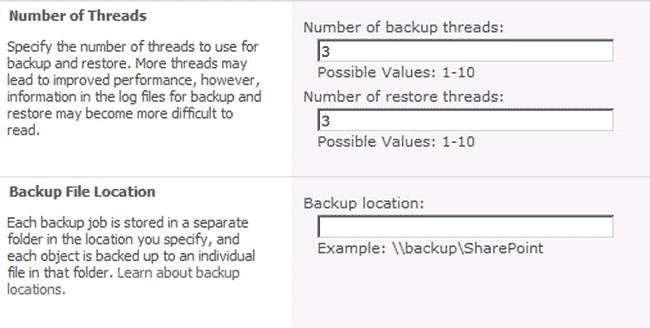 Number of Threads
Specify the number of threads to use for
backup and restore. More threads may
lead to improved performance, however,
information in the log files for backup and
restore may become more difficult to
read.
Number of backup threads:
3
Possible Values: 1-10
Number of restore threads:
3
Possible Values: 1-10
Backup File Location
Each backup job is stored in a separate
folder in the location you specify, and
each object is backed up to an individual
file in that folder. Learn about backup
locations.
Backup location:
Example: \\backup\SharePoint